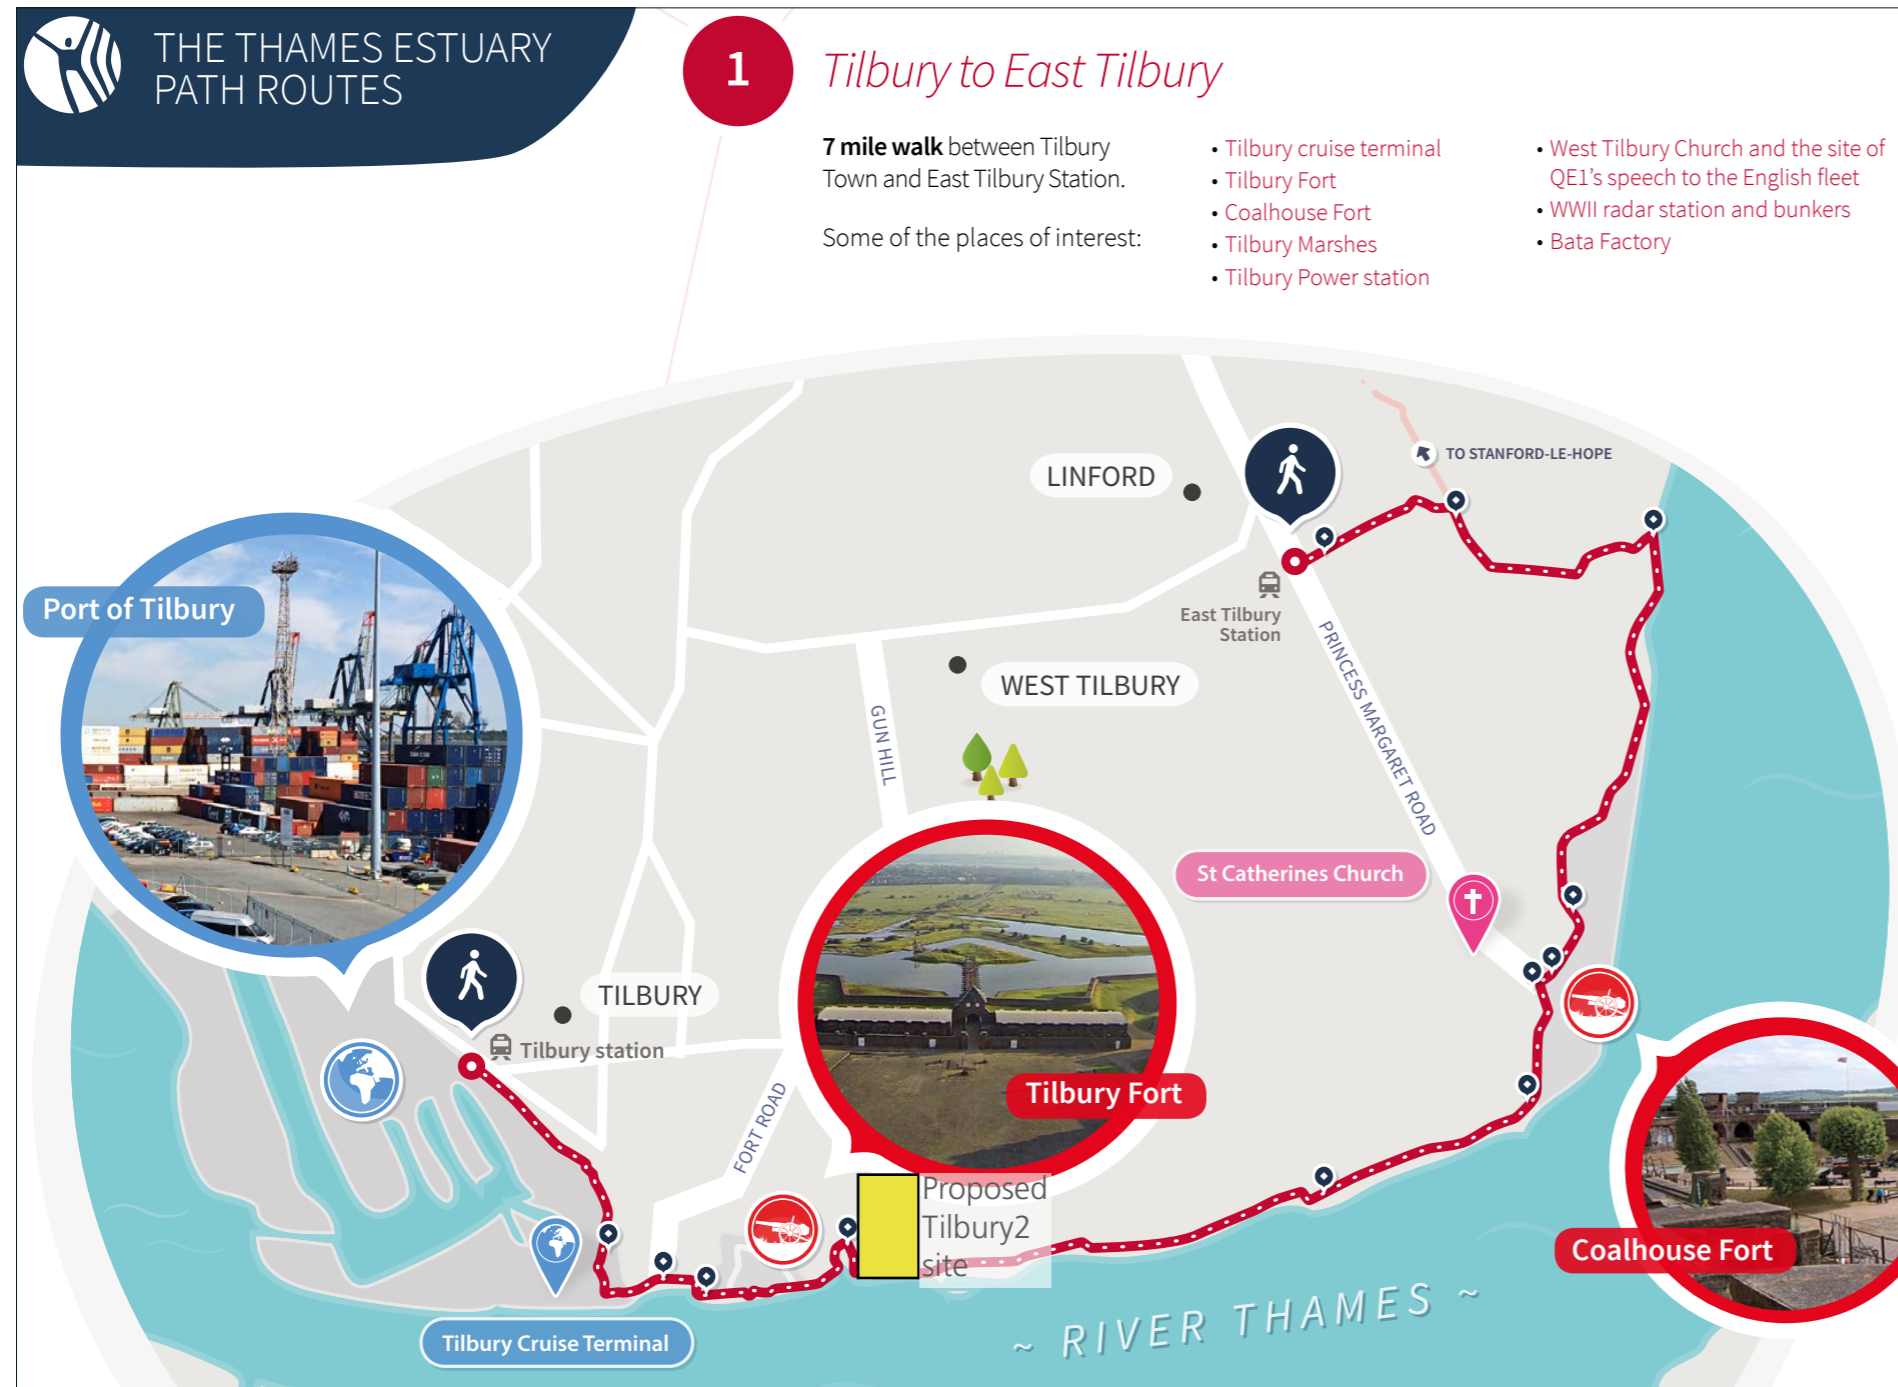 THE THAMES ESTUARY
PATH ROUTES
1
Tilbury to East Tilbury
7 mile walk between Tilbury
Town and East Tilbury Station.
Some of the places of interest:
• Tilbury cruise terminal
• Tilbury Fort
• Coalhouse Fort
• Tilbury Marshes
• Tilbury Power station
• West Tilbury Church and the site of
QE1's speech to the English fleet
• WWII radar station and bunkers
• Bata Factory
TO STANFORD-LE-HOPE
LINFORD
Port of Tilbury
East Tilbury
Station
PRINCESS MARGARET ROAD
WEST TILBURY
GUN HILL
St Catherines Church
TILBURY
Tilbury station
Tilbury Fort
FORT ROAD
Proposed
Tilbury2
site
Coalhouse Fort
~ RIVER THAMES ~
Tilbury Cruise Terminal